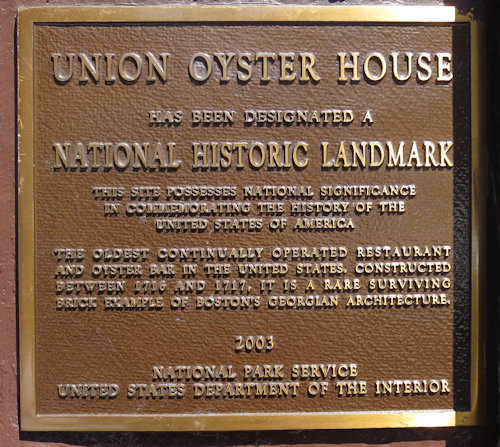 UNION OYSTER HOUSE
HAS BEEN DESIGNATED A
NATIONAL HISTORIC LANDMARK
THIS SITE POSSESSES NATIONAL SIGNIFICANCE
IN COMMEMORATING THE HISTORY OF THE
UNITED STATES OF AMERICA
THE OLDEST CONTINUALLY OPERATED RESTAURANT
AND OYSTER BAR IN THE UNITED STATES. CONSTRUCTED
BETWEEN 1716 AND 1717, IT IS A RARE SURVIVING
BRICK EXAMPLE OF BOSTON'S GEORGIAN ARCHITECTURE.
2003
NATIONAL PARK SERVICE
UNITED STATES DEPARTMENT OF THE INTERIOR